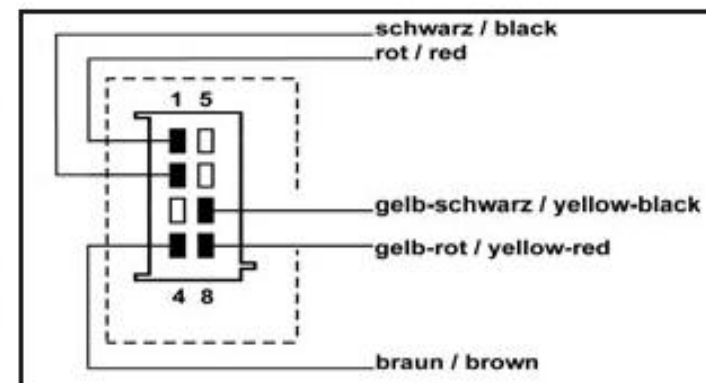 schwarz / black
rot / red
1 5
gelb-schwarz / yellow-black
gelb-rot / yellow-red
4 8
braun / brown